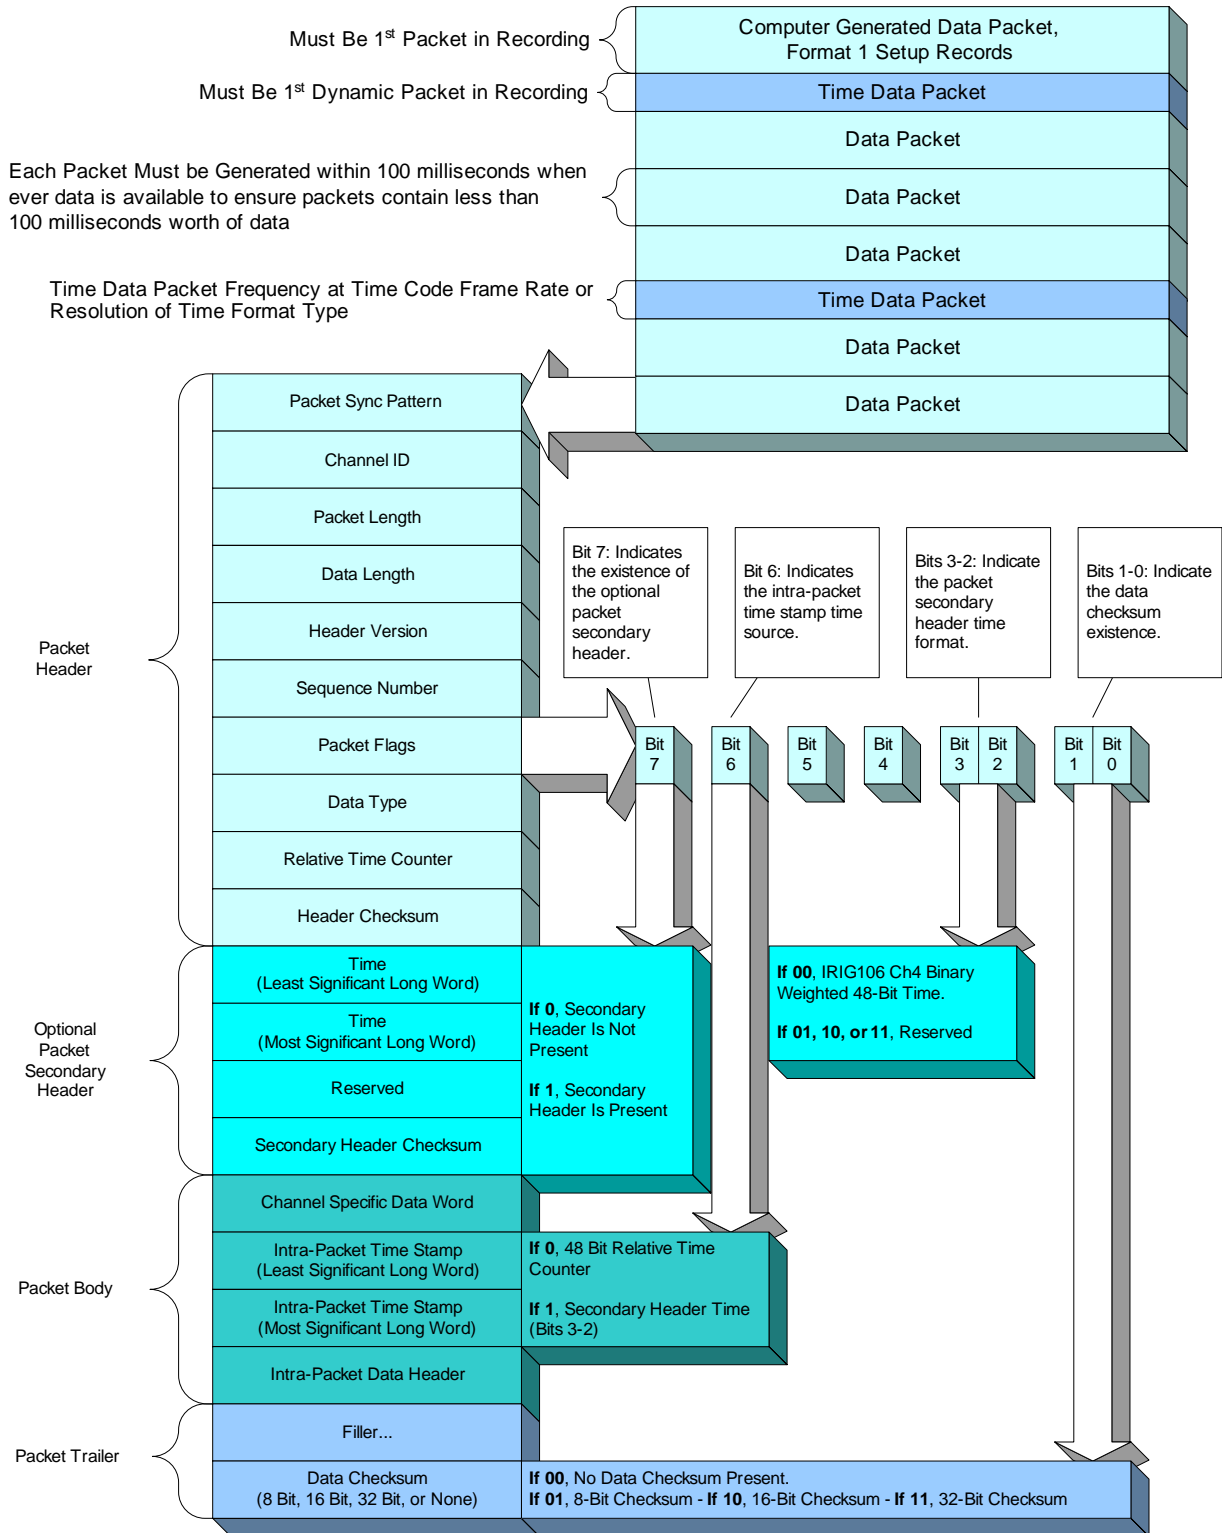 Must Be 1st Packet in Recording
Computer Generated Data Packet,
Format 1 Setup Records
Must Be 1st Dynamic Packet in Recording
Time Data Packet
Data Packet
Each Packet Must be Generated within 100 milliseconds when
ever data is available to ensure packets contain less than
100 milliseconds worth of data
Data Packet
Data Packet
Time Data Packet Frequency at Time Code Frame Rate or
Resolution of Time Format Type
Time Data Packet
Data Packet
Data Packet
Packet
Header
Packet Sync Pattern
Channel ID
Packet Length
Data Length
Header Version
Sequence Number
Packet Flags
Data Type
Relative Time Counter
Header Checksum
Bit 7: Indicates
the existence of
the optional
packet
secondary
header.
Bit 6: Indicates
the intra-packet
time stamp time
source.
Bits 3-2: Indicate
the packet
secondary
header time
format.
Bits 1-0: Indicate
the data
checksum
existence.
Bit
7
Bit
6
Bit
5
Bit
4
Bit
3
Bit
2
Bit
1
Bit
0
Optional
Packet
Secondary
Header
Time
(Least Significant Long Word)
Time
(Most Significant Long Word)
Reserved
Secondary Header Checksum
If 0, Secondary
Header Is Not
Present
If 1, Secondary
Header Is Present
If 00, IRIG106 Ch4 Binary
Weighted 48-Bit Time.
If 01, 10, or 11, Reserved
Packet Body
Channel Specific Data Word
Intra-Packet Time Stamp
(Least Significant Long Word)
Intra-Packet Time Stamp
(Most Significant Long Word)
Intra-Packet Data Header
If 0, 48 Bit Relative Time
Counter
If 1, Secondary Header Time
(Bits 3-2)
Packet Trailer
Filler...
Data Checksum
(8 Bit, 16 Bit, 32 Bit, or None)
If 00, No Data Checksum Present.
If 01, 8-Bit Checksum - If 10, 16-Bit Checksum - If 11, 32-Bit Checksum